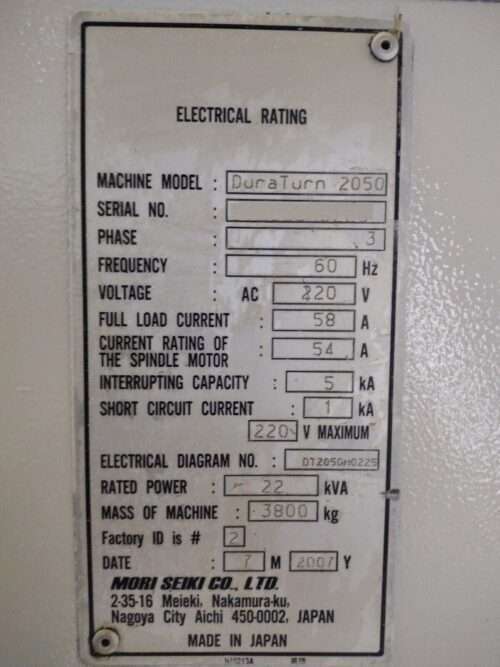 ELECTRICAL RATING
MACHINE MODEL : DuraTurn 2050
SERIAL NO. :
PHASE : 3
FREQUENCY : 60 Hz
VOLTAGE : AC 220 V
FULL LOAD CURRENT : 58 A
CURRENT RATING OF
THE SPINDLE MOTOR : 54 A
INTERRUPTING CAPACITY : 5 kA
SHORT CIRCUIT CURRENT : 1 kA
220 V MAXIMUM
ELECTRICAL DIAGRAM NO. :
RATED POWER : 22 kVA
MASS OF MACHINE : 3800 kg
Factory ID is # 2
DATE : 7 M 2007 Y
MORI SEIKI CO., LTD.
2-35-16 Meieki, Nakamura-ku,
Nagoya City Aichi 450-0002, JAPAN
MADE IN JAPAN